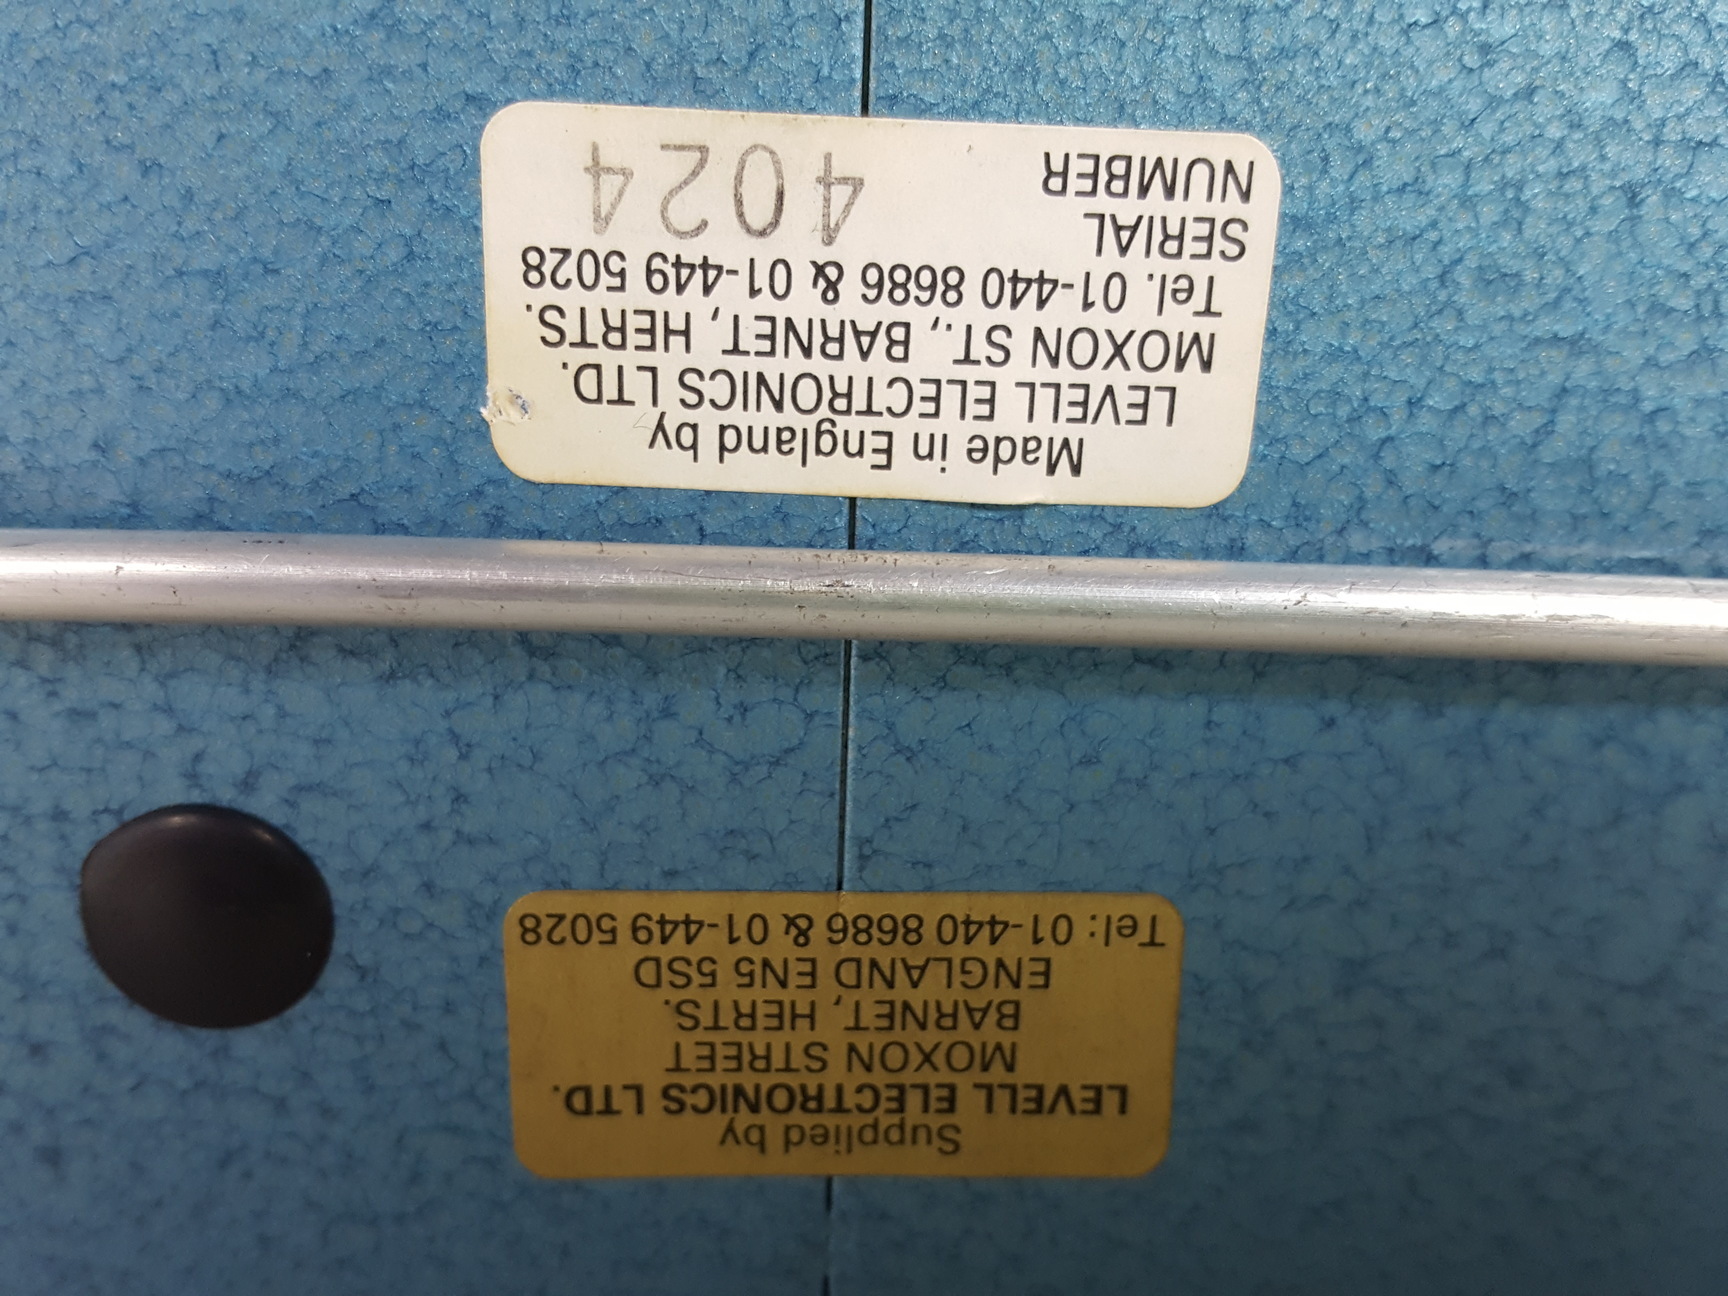 Supplied by
LEVELL ELECTRONICS LTD.
MOXON STREET
BARNET, HERTS.
ENGLAND EN5 5SD
Tel: 01-440 8686 & 01-449 5028
Made in England by
LEVELL ELECTRONICS LTD.
MOXON ST., BARNET, HERTS.
Tel. 01-440 8686 & 01-449 5028
SERIAL
NUMBER 4024